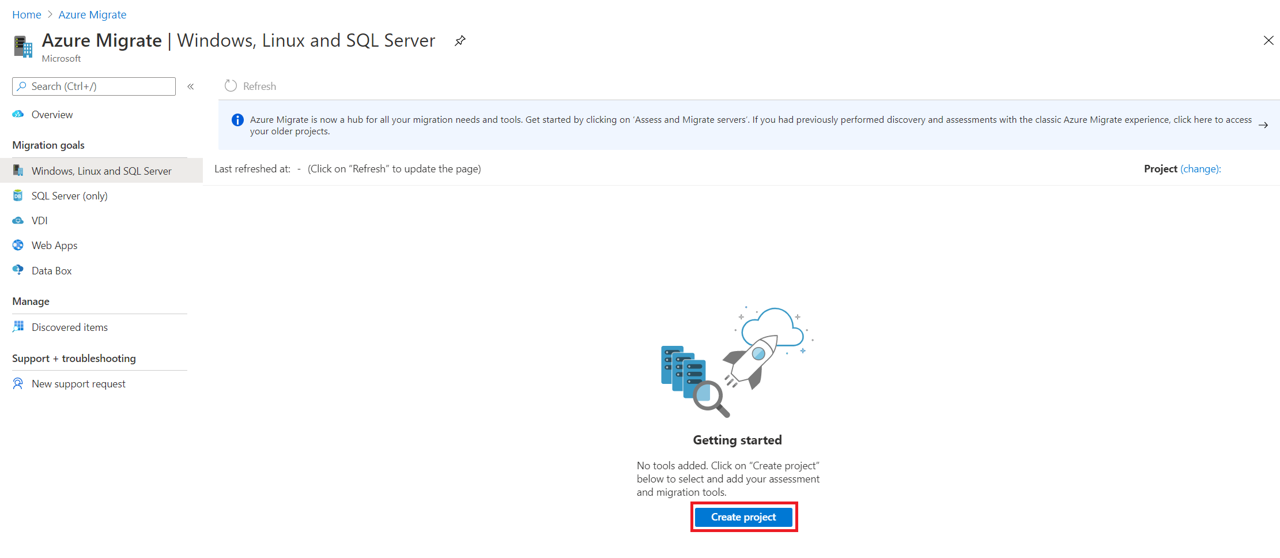 Home > Azure Migrate
Azure Migrate | Windows, Linux and SQL Server
Microsoft
Search (Ctrl+/)
«
Refresh
Overview
Azure Migrate is now a hub for all your migration needs and tools. Get started by clicking on 'Assess and Migrate servers'. If you had previously performed discovery and assessments with the classic Azure Migrate experience, click here to access
your older projects.
Migration goals
Windows, Linux and SQL Server
Last refreshed at: - (Click on "Refresh" to update the page)
Project (change):
SQL Server (only)
VDI
Web Apps
Data Box
Manage
Discovered items
Support + troubleshooting
New support request
Getting started
No tools added. Click on "Create project"
below to select and add your assessment
and migration tools.
Create project